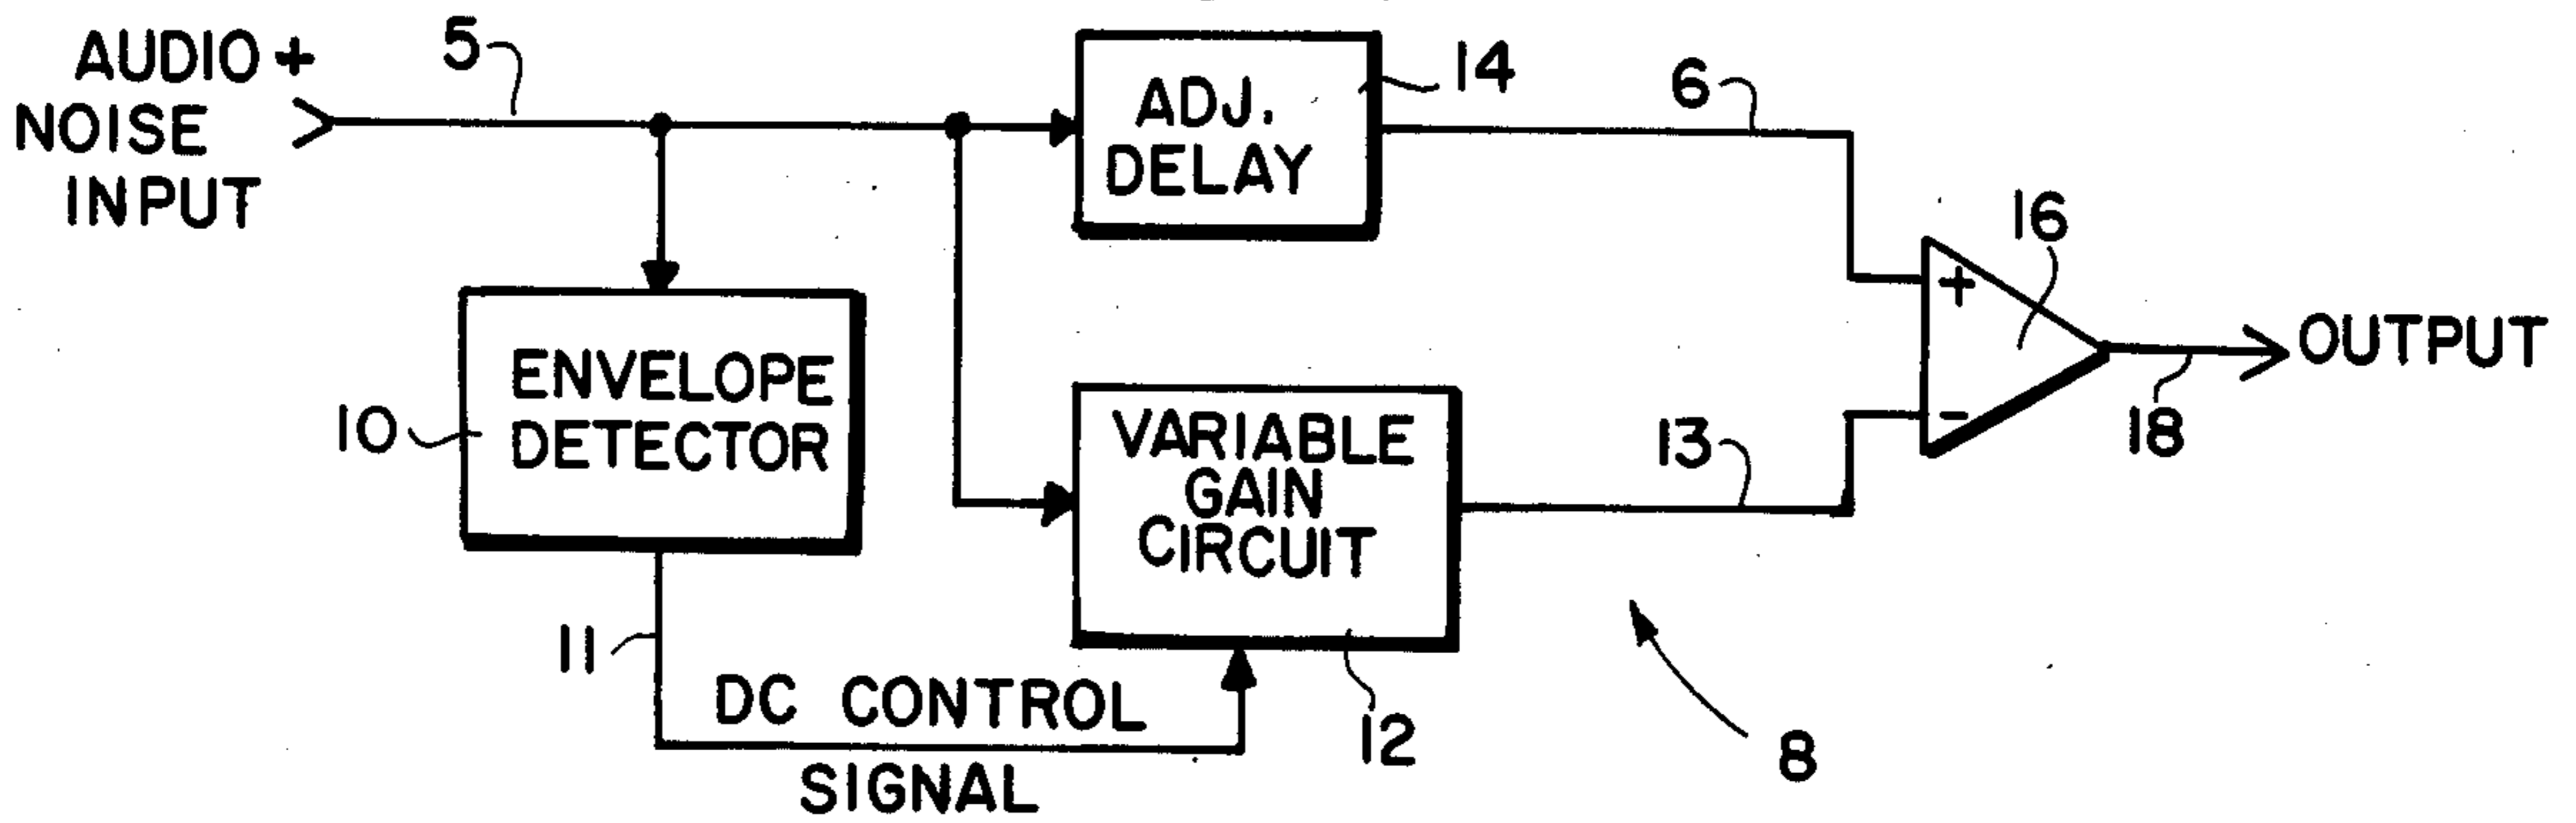 AUDIO +
NOISE
INPUT
5
ADJ.
DELAY
14
6
16
ENVELOPE
DETECTOR
10
VARIABLE
GAIN
CIRCUIT
13
+
-
OUTPUT
18
11
DC CONTROL
SIGNAL
12
8